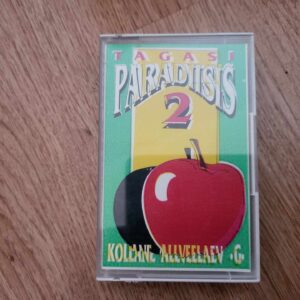 TAGASI
PARADIISIS
2
KOLLANE ALLVEELAEV •G•